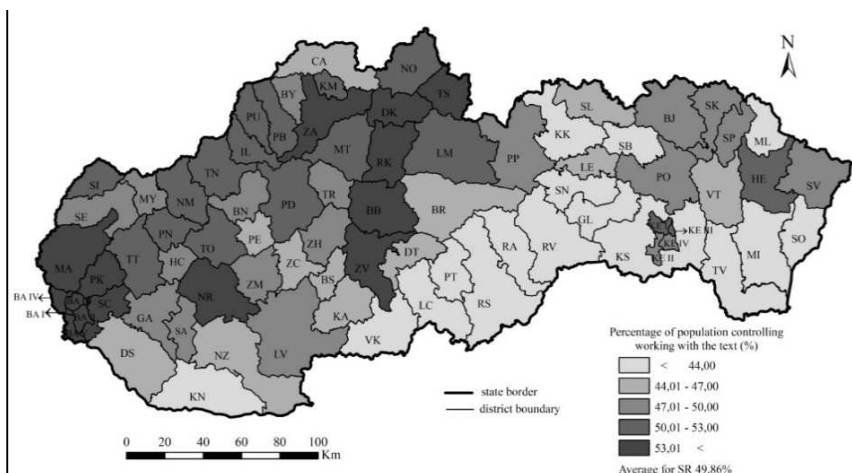 N
CA
NO
KM
BY
TS
PU
DK
SL
BJ
SK
PB
ZA
KK
SP
ML
IL
MT
RK
LM
PP
SB
TN
LE
PO
HE
SV
SI
MY
NM
PD
TR
SN
VT
SE
BN
BB
BR
GL
PN
PE
KE III
MA
TO
ZH
RA
RV
KE IV
SO
TT
HC
ZC
DT
KS
KE II
MI
PK
ZV
PT
TV
BA IV
SC
NR
ZM
BS
BA I
LC
RS
GA
SA
KA
VK
DS
NZ
LV
KN
Percentage of population controlling
working with the text (%)
< 44,00
44,01 - 47,00
47,01 - 50,00
50,01 - 53,00
53,01 <
Average for SR 49.86%
state border
district boundary
0 20 40 60 80 100
Km